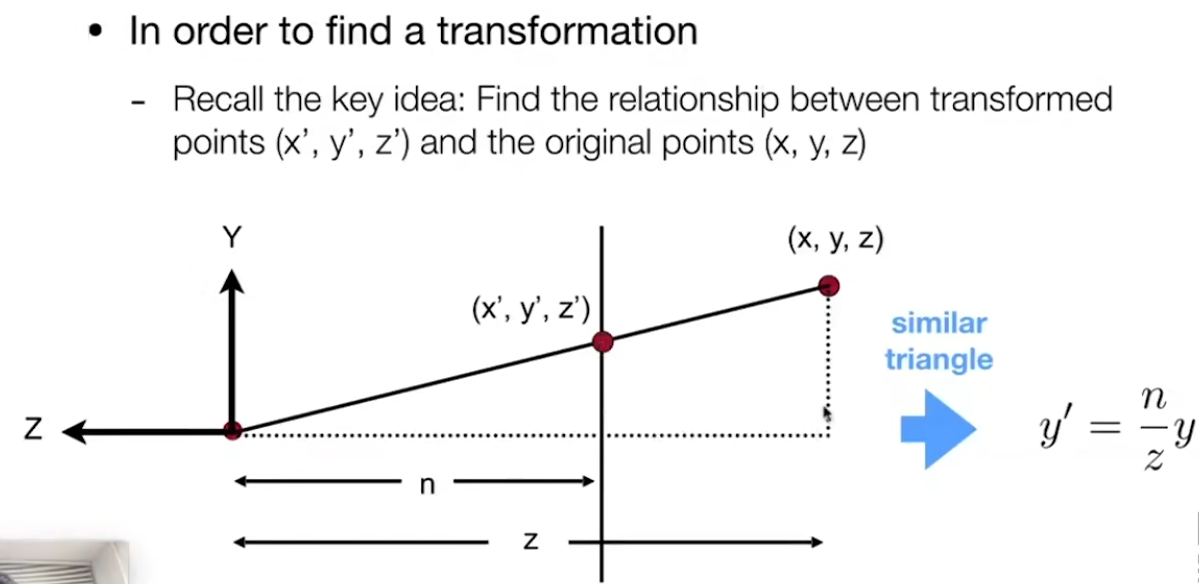 • In order to find a transformation
- Recall the key idea: Find the relationship between transformed
points (x’, y’, z’) and the original points (x, y, z)
Y
(x, y, z)
(x’, y’, z’)
similar
triangle
Z
y′ = n/z y
n
z